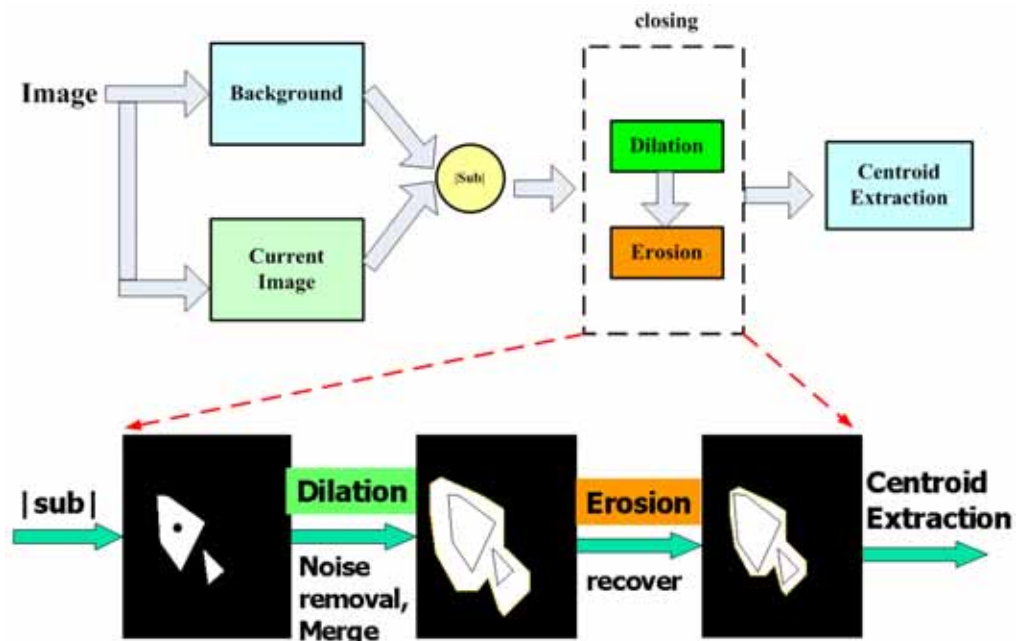 closing
Image
Background
|Sub|
Dilation
Erosion
Centroid
Extraction
Current
Image
|sub|
Dilation
Noise
removal,
Merge
Erosion
recover
Centroid
Extraction